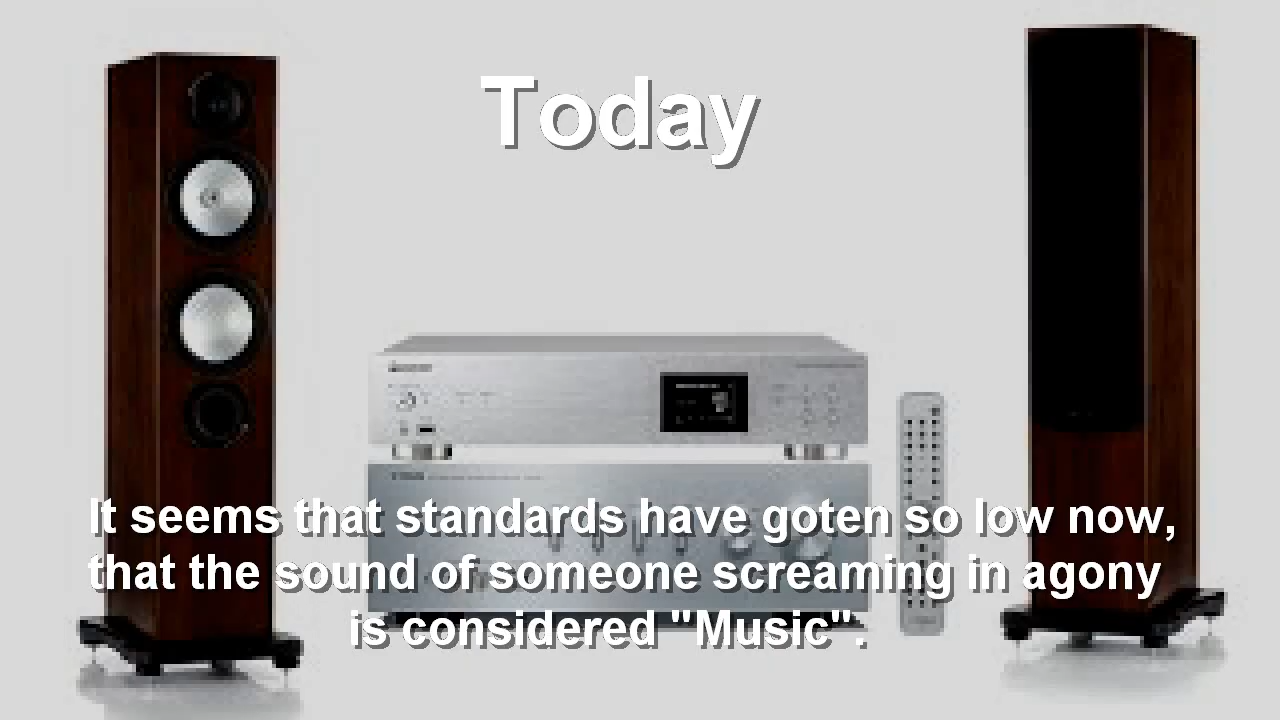 Today
It seems that standards have goten so low now,
that the sound of someone screaming in agony
is considered "Music".